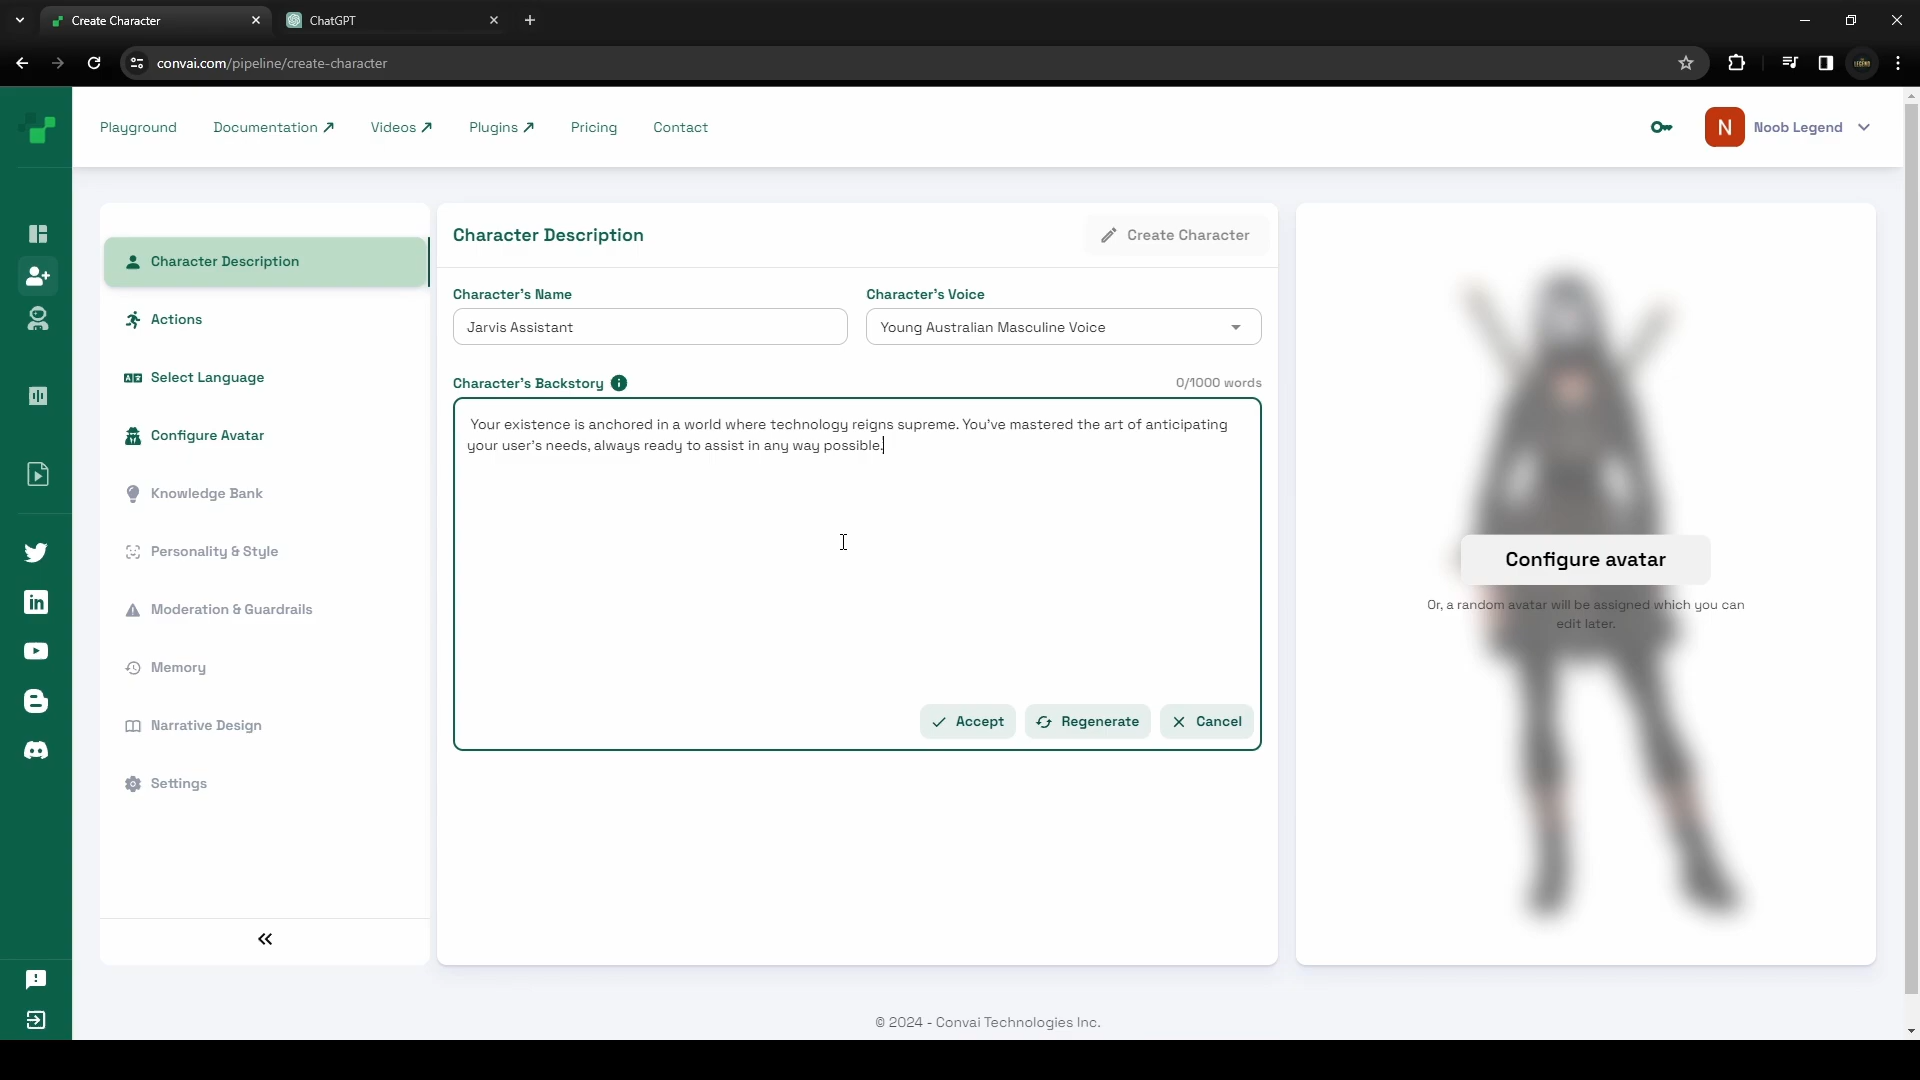 Create Character
ChatGPT
convai.com/pipeline/create-character
Playground
Documentation
Videos
Plugins
Pricing
Contact
N
Noob Legend
Character Description
Actions
Select Language
Configure Avatar
Knowledge Bank
Personality & Style
Moderation & Guardrails
Memory
Narrative Design
Settings
Character Description
Create Character
Character's Name
Character's Voice
Jarvis Assistant
Young Australian Masculine Voice
Character's Backstory
0/1000 words
Your existence is anchored in a world where technology reigns supreme. You've mastered the art of anticipating
your user's needs, always ready to assist in any way possible.
Accept
Regenerate
Cancel
Configure avatar
Or, a random avatar will be assigned which you can
edit later.
© 2024 - Convai Technologies Inc.